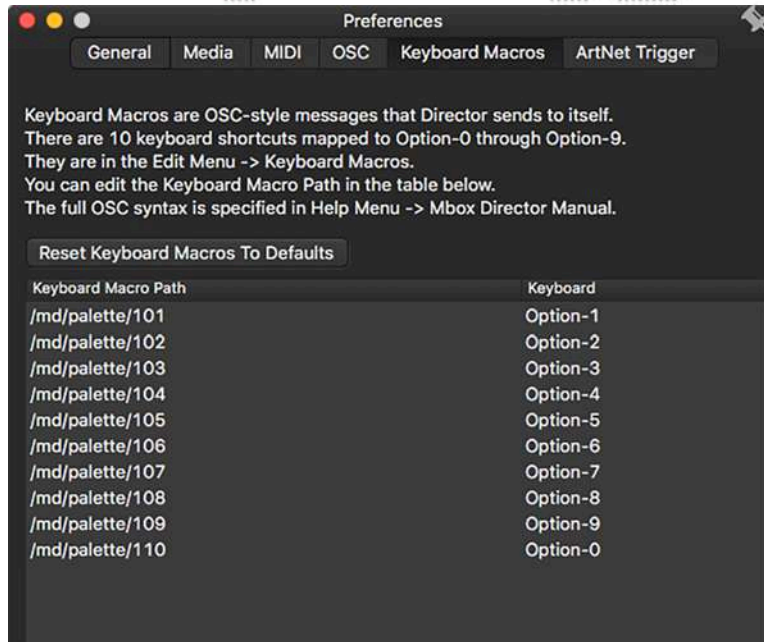 Preferences
General Media MIDI OSC Keyboard Macros ArtNet Trigger
Keyboard Macros are OSC-style messages that Director sends to itself.
There are 10 keyboard shortcuts mapped to Option-0 through Option-9.
They are in the Edit Menu -> Keyboard Macros.
You can edit the Keyboard Macro Path in the table below.
The full OSC syntax is specified in Help Menu -> Mbox Director Manual.
Reset Keyboard Macros To Defaults
Keyboard Macro Path Keyboard
/md/palette/101 Option-1
/md/palette/102 Option-2
/md/palette/103 Option-3
/md/palette/104 Option-4
/md/palette/105 Option-5
/md/palette/106 Option-6
/md/palette/107 Option-7
/md/palette/108 Option-8
/md/palette/109 Option-9
/md/palette/110 Option-0